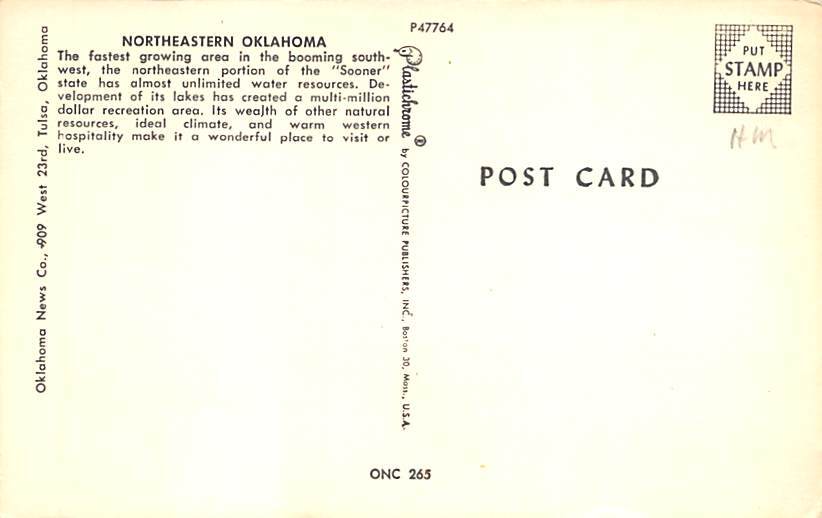 P47764
NORTHEASTERN OKLAHOMA
The fastest growing area in the booming south-
west, the northeastern portion of the "Sooner"
state has almost unlimited water resources. De-
velopment of its lakes has created a multi-million
dollar recreation area. Its wealth of other natural
resources, ideal climate, and warm western
hospitality make it a wonderful place to visit or
live.
Oklahoma News Co., 909 West 23rd, Tulsa, Oklahoma
Plastichrome ® by COLOURPICTURE PUBLISHERS, INC., Boston 30, Mass., U.S.A.
PUT
STAMP
HERE
POST CARD
ONC 265